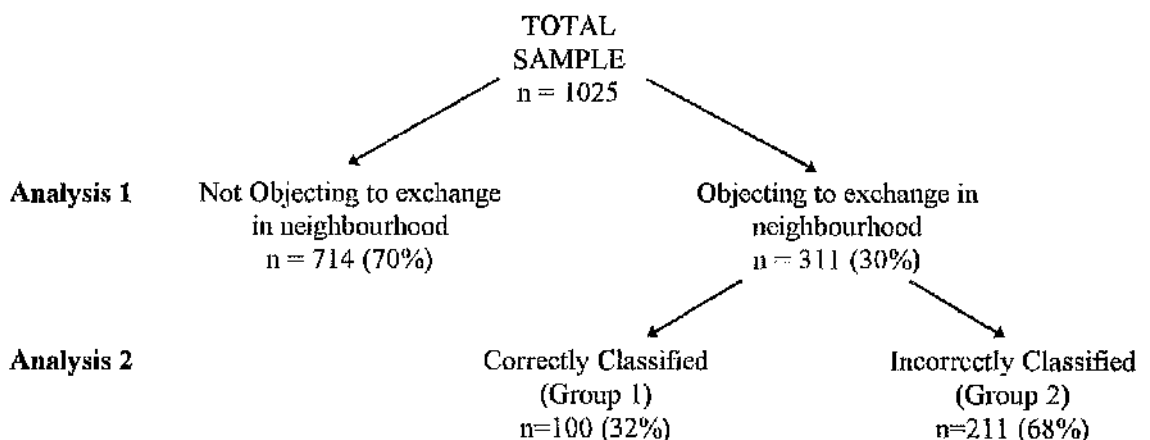 TOTAL
SAMPLE
n = 1025
Analysis 1
Not Objecting to exchange
in neighbourhood
n = 714 (70%)
Objecting to exchange in
neighbourhood
n = 311 (30%)
Analysis 2
Correctly Classified
(Group 1)
n=100 (32%)
Incorrectly Classified
(Group 2)
n=211 (68%)